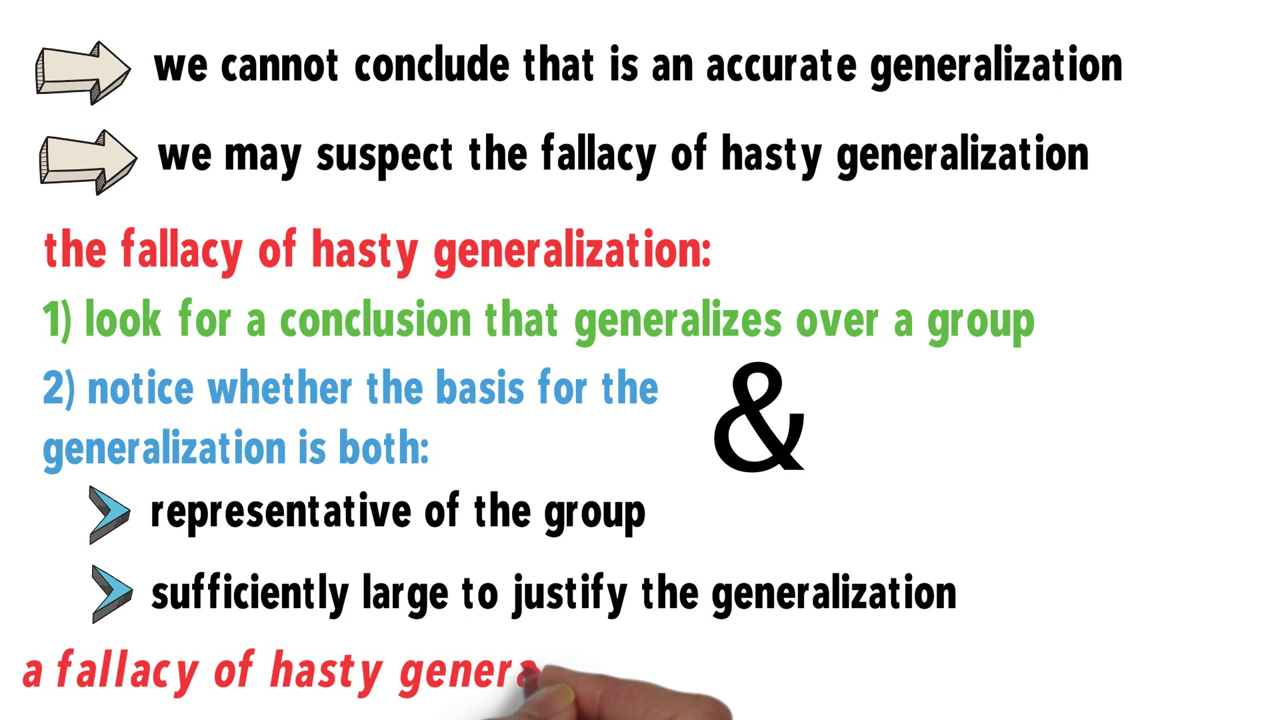 we cannot conclude that is an accurate generalization
we may suspect the fallacy of hasty generalization
the fallacy of hasty generalization:
1) look for a conclusion that generalizes over a group
2) notice whether the basis for the
generalization is both:
&
representative of the group
sufficiently large to justify the generalization
a fallacy of hasty genera